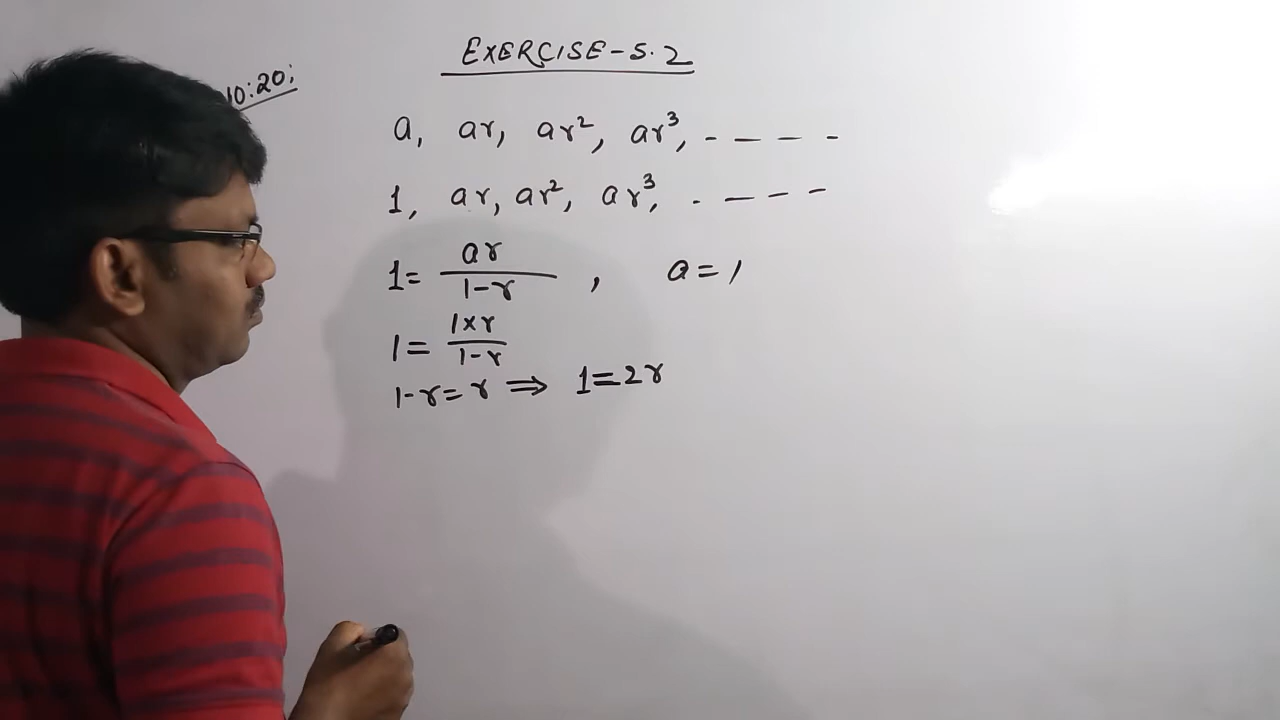 EXERCISE-5.2
10:20;
a, ar, ar², ar³, - - - -
1, ar, ar², ar³, - - - -
1= ar/1-r , a=1
1= 1×r/1-r
1-r=r ⇒ 1=2r